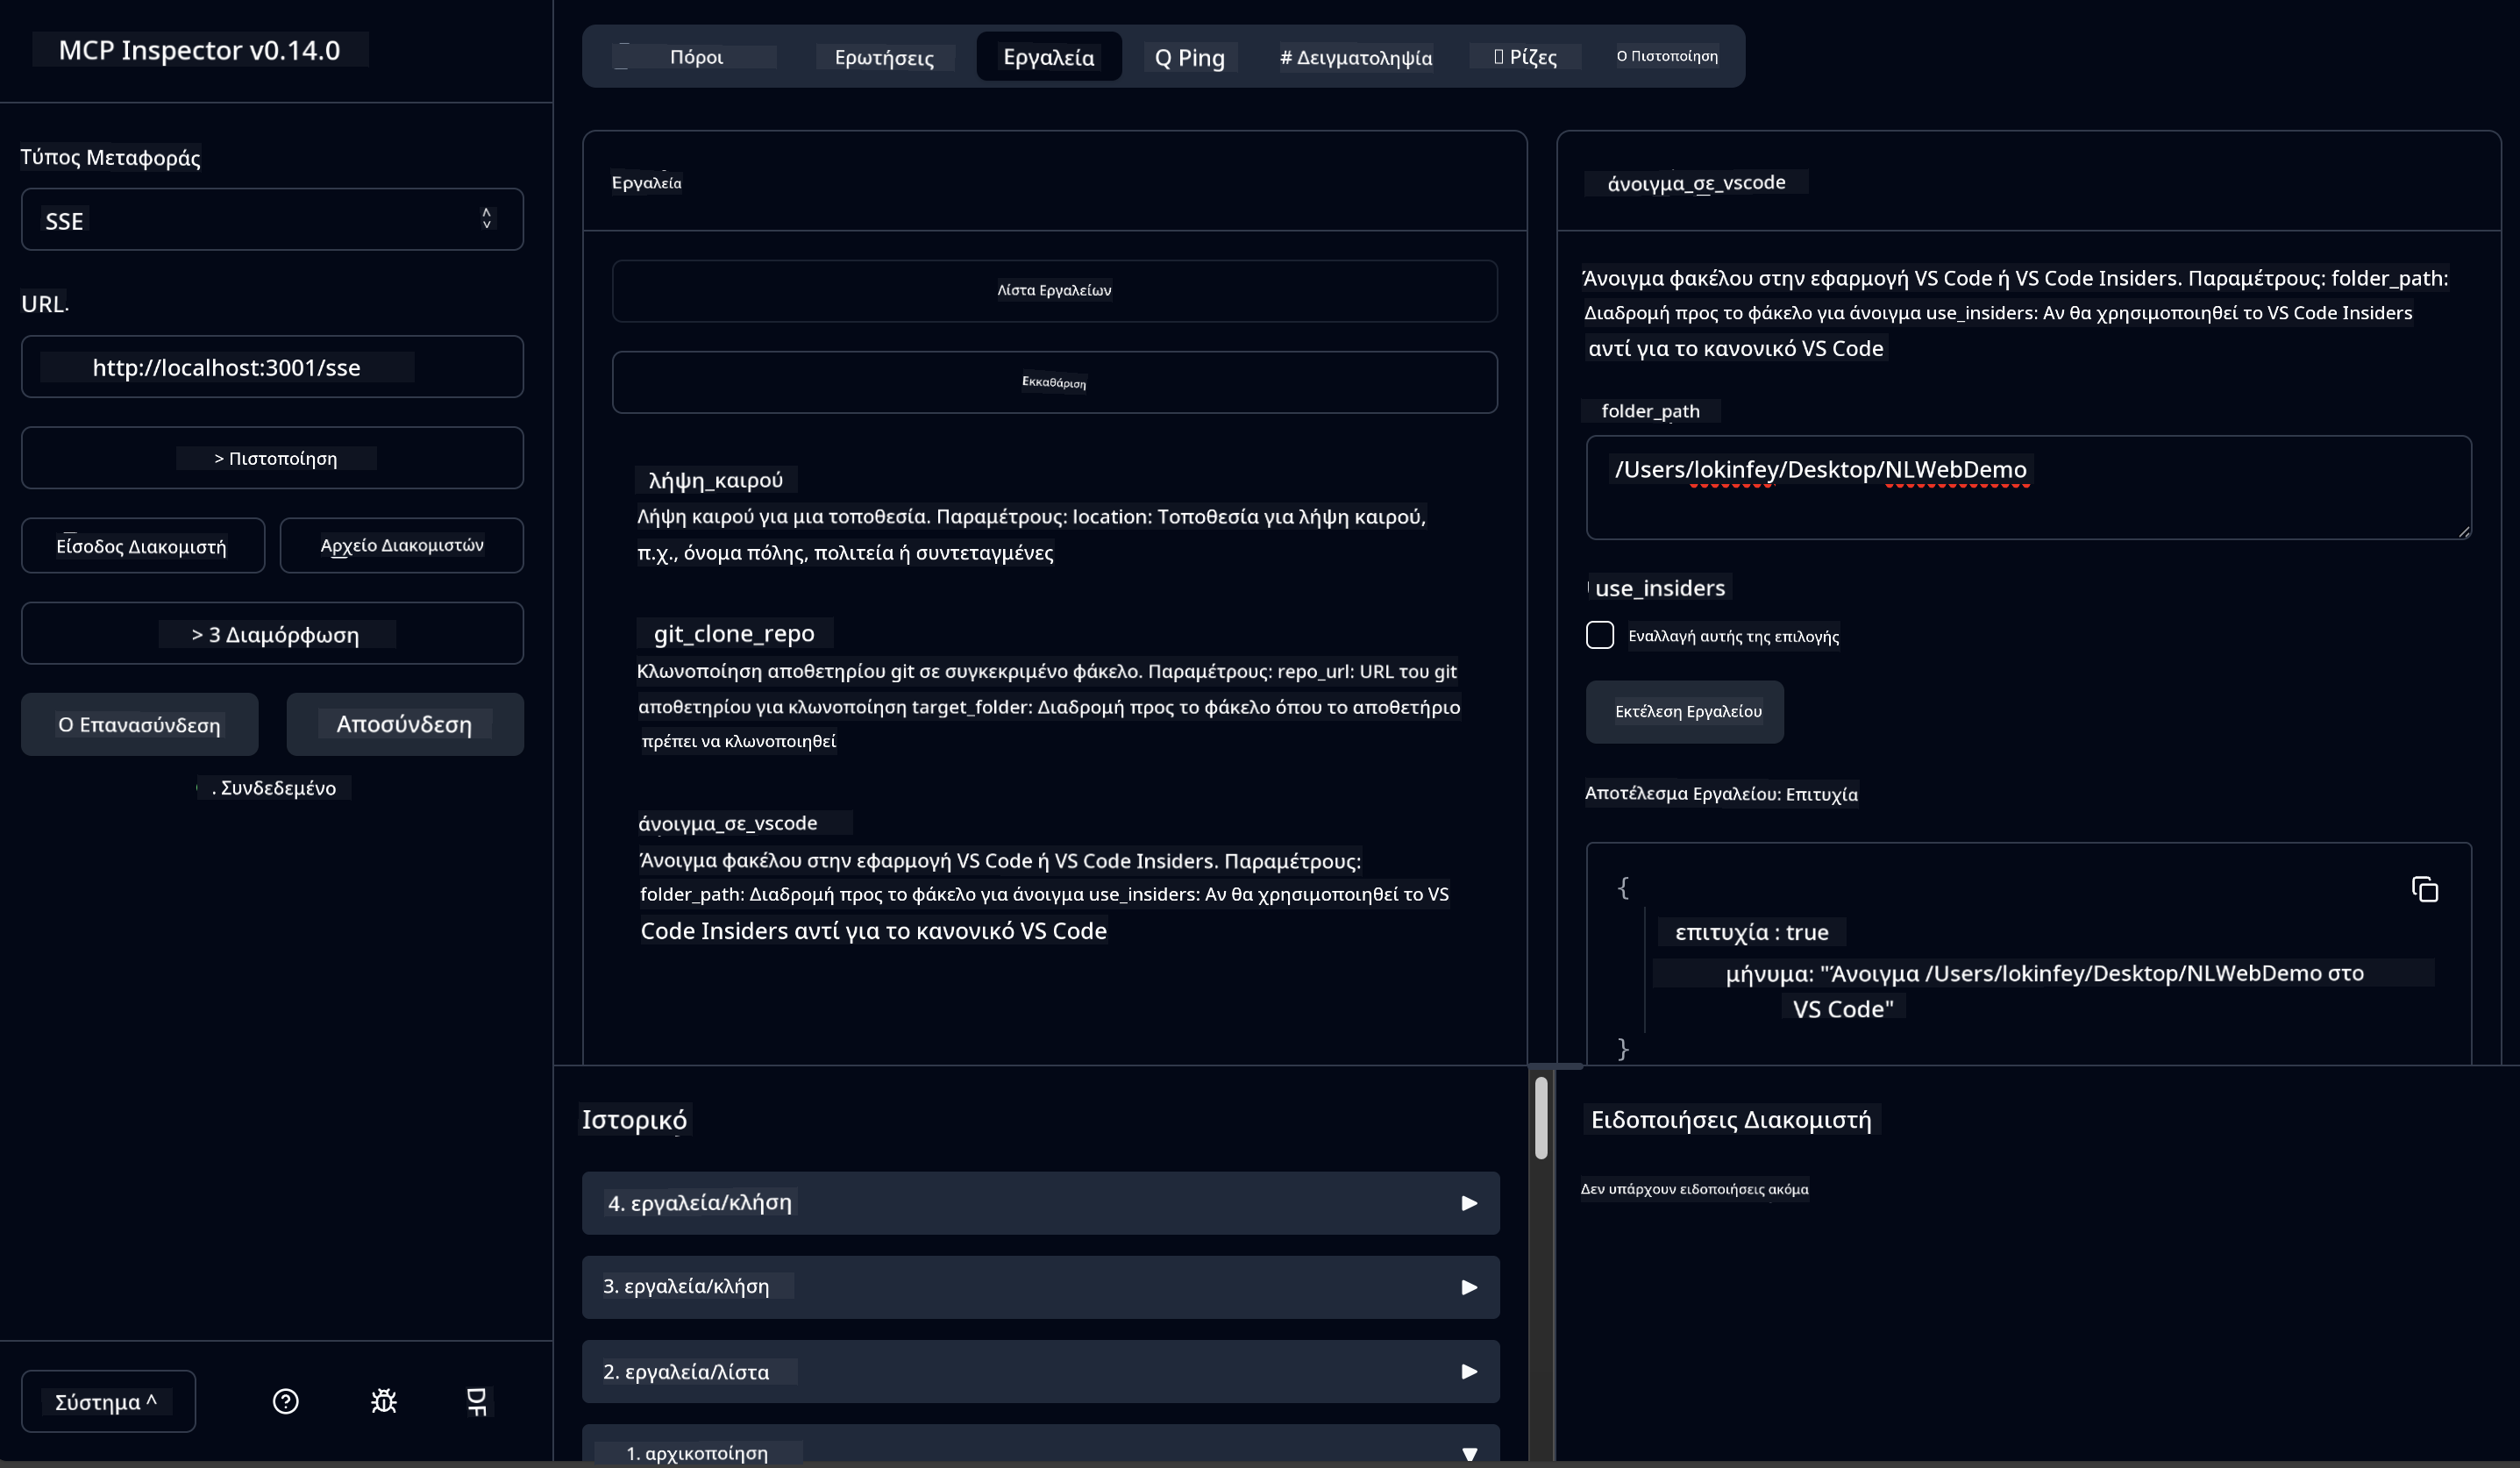 MCP Inspector v0.14.0
Τύπος Μεταφοράς
SSE
URL.
http://localhost:3001/sse
> Πιστοποίηση
Είσοδος Διακομιστή
Αρχείο Διακομιστών
> 3 Διαμόρφωση
Ο Επανασύνδεση
Αποσύνδεση
. Συνδεδεμένο
Σύστημα ^
Πόροι
Ερωτήσεις
Εργαλεία
Q Ping
# Δειγματοληψία
Ρίζες
Ο Πιστοποίηση
Εργαλεία
Λίστα Εργαλείων
Εκκαθάριση
λήψη_καιρού
Λήψη καιρού για μια τοποθεσία. Παραμέτρους: location: Τοποθεσία για λήψη καιρού,
π.χ., όνομα πόλης, πολιτεία ή συντεταγμένες
git_clone_repo
Κλωνοποίηση αποθετηρίου git σε συγκεκριμένο φάκελο. Παραμέτρους: repo_url: URL του git
αποθετηρίου για κλωνοποίηση target_folder: Διαδρομή προς το φάκελο όπου το αποθετήριο
πρέπει να κλωνοποιηθεί
άνοιγμα_σε_vscode
Άνοιγμα φακέλου στην εφαρμογή VS Code ή VS Code Insiders. Παραμέτρους:
folder_path: Διαδρομή προς το φάκελο για άνοιγμα use_insiders: Αν θα χρησιμοποιηθεί το VS
Code Insiders αντί για το κανονικό VS Code
άνοιγμα_σε_vscode
Άνοιγμα φακέλου στην εφαρμογή VS Code ή VS Code Insiders. Παραμέτρους: folder_path:
Διαδρομή προς το φάκελο για άνοιγμα use_insiders: Αν θα χρησιμοποιηθεί το VS Code Insiders
αντί για το κανονικό VS Code
folder_path
/Users/lokinfey/Desktop/NLWebDemo
use_insiders
Εναλλαγή αυτής της επιλογής
Εκτέλεση Εργαλείου
Αποτέλεσμα Εργαλείου: Επιτυχία
{
επιτυχία : true
μήνυμα: "Άνοιγμα /Users/lokinfey/Desktop/NLWebDemo στο
VS Code"
}
Ιστορικό
4. εργαλεία/κλήση
3. εργαλεία/κλήση
2. εργαλεία/λίστα
1. αρχικοποίηση
Ειδοποιήσεις Διακομιστή
Δεν υπάρχουν ειδοποιήσεις ακόμα